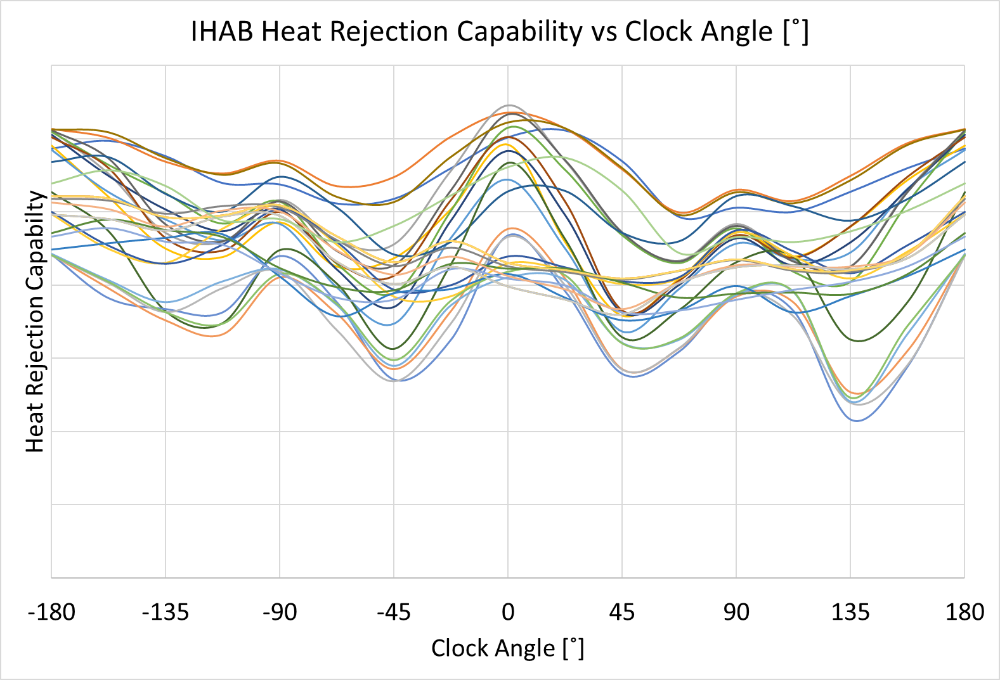 IHAB Heat Rejection Capability vs Clock Angle [˚]
Heat Rejection Capabilty
-180 -135 -90 -45 0 45 90 135 180
Clock Angle [˚]